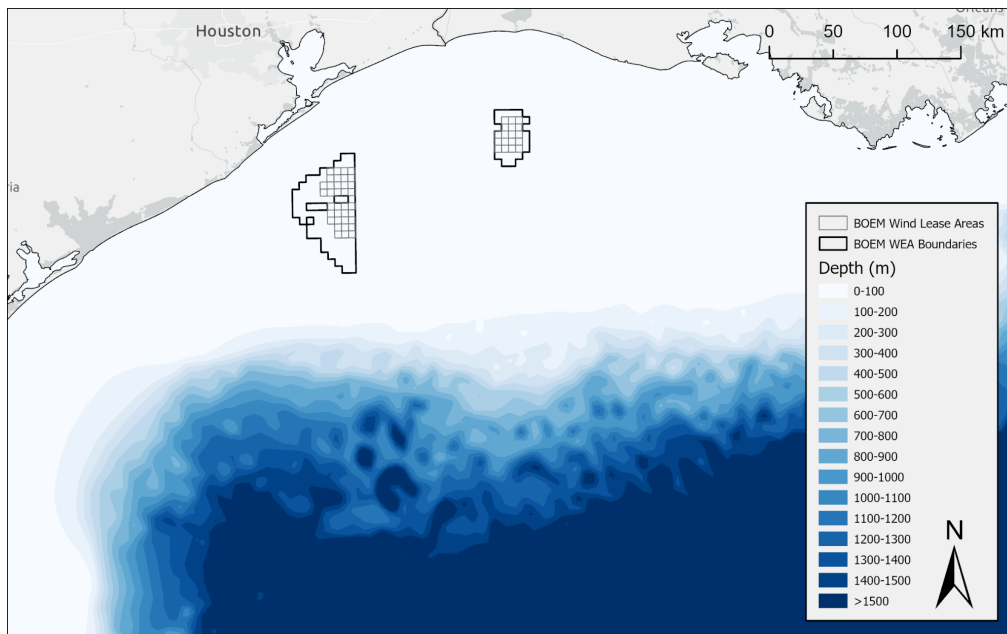 Orleans
Houston
0 50 100 150 km
ria
BOEM Wind Lease Areas
BOEM WEA Boundaries
Depth (m)
0-100
100-200
200-300
300-400
400-500
500-600
600-700
700-800
800-900
900-1000
1000-1100
1100-1200
1200-1300
1300-1400
1400-1500
>1500
N